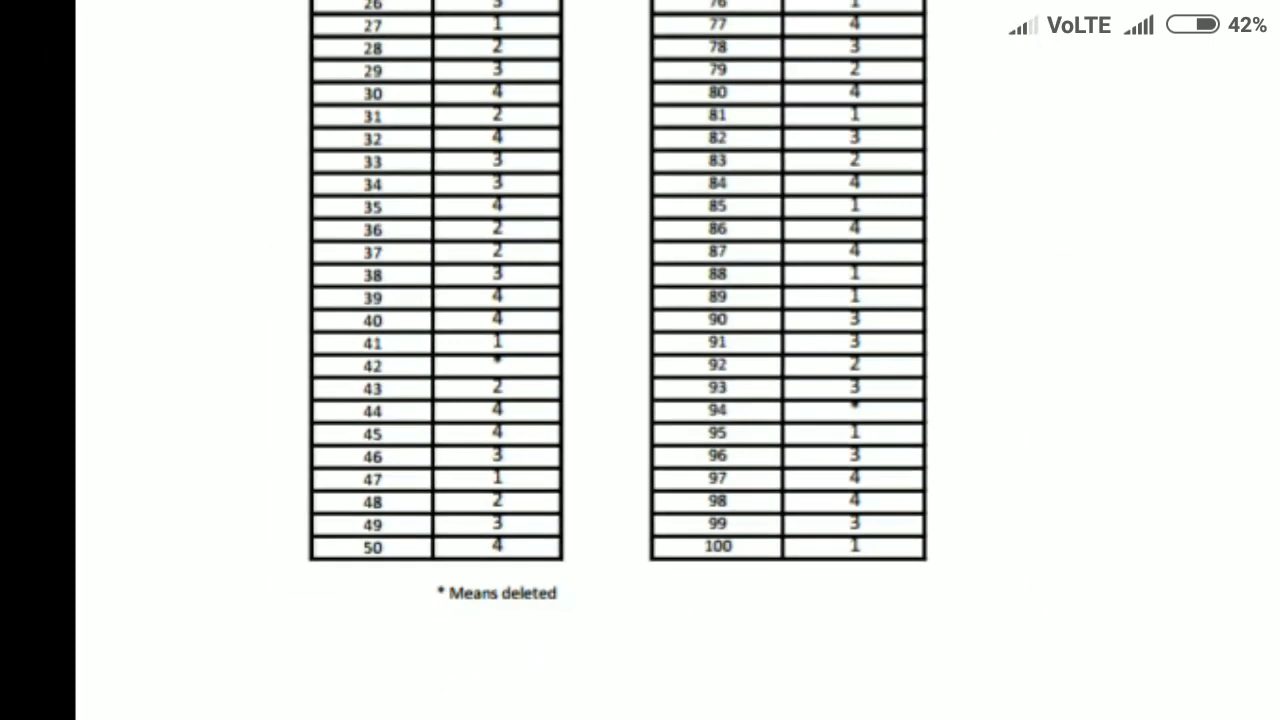 VoLTE 42%
26 3 76 1
27 1 77 4
28 2 78 3
29 3 79 2
30 4 80 4
31 2 81 1
32 4 82 3
33 3 83 2
34 3 84 4
35 4 85 1
36 2 86 4
37 2 87 4
38 3 88 1
39 4 89 1
40 4 90 3
41 1 91 3
42 * 92 2
43 2 93 3
44 4 94 *
45 4 95 1
46 3 96 3
47 1 97 4
48 2 98 4
49 3 99 3
50 4 100 1
* Means deleted